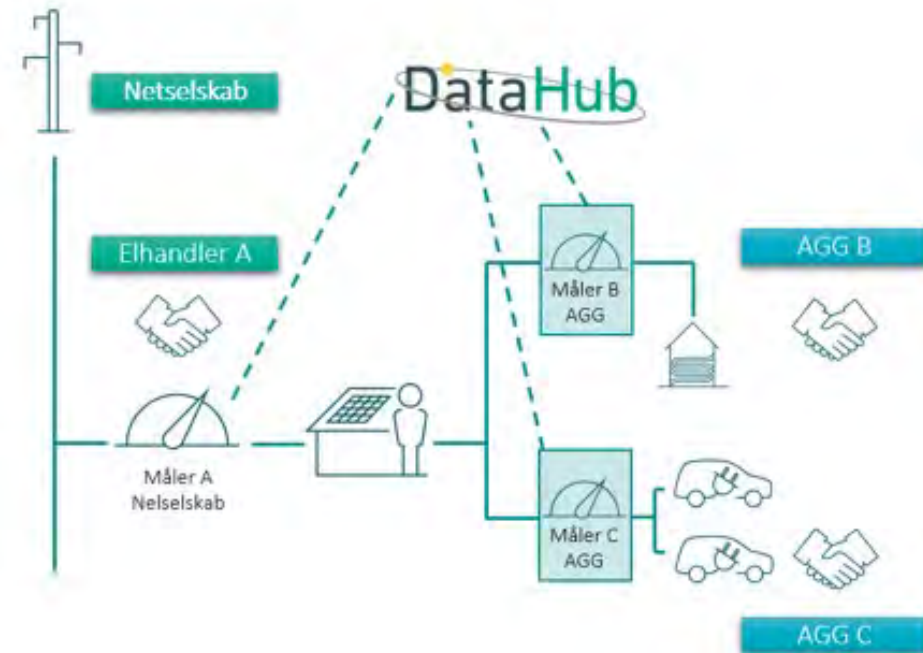 Netselskab
DataHub
Elhandler A
AGG B
Måler B
AGG
Måler A
Nelselskab
Måler C
AGG
AGG C